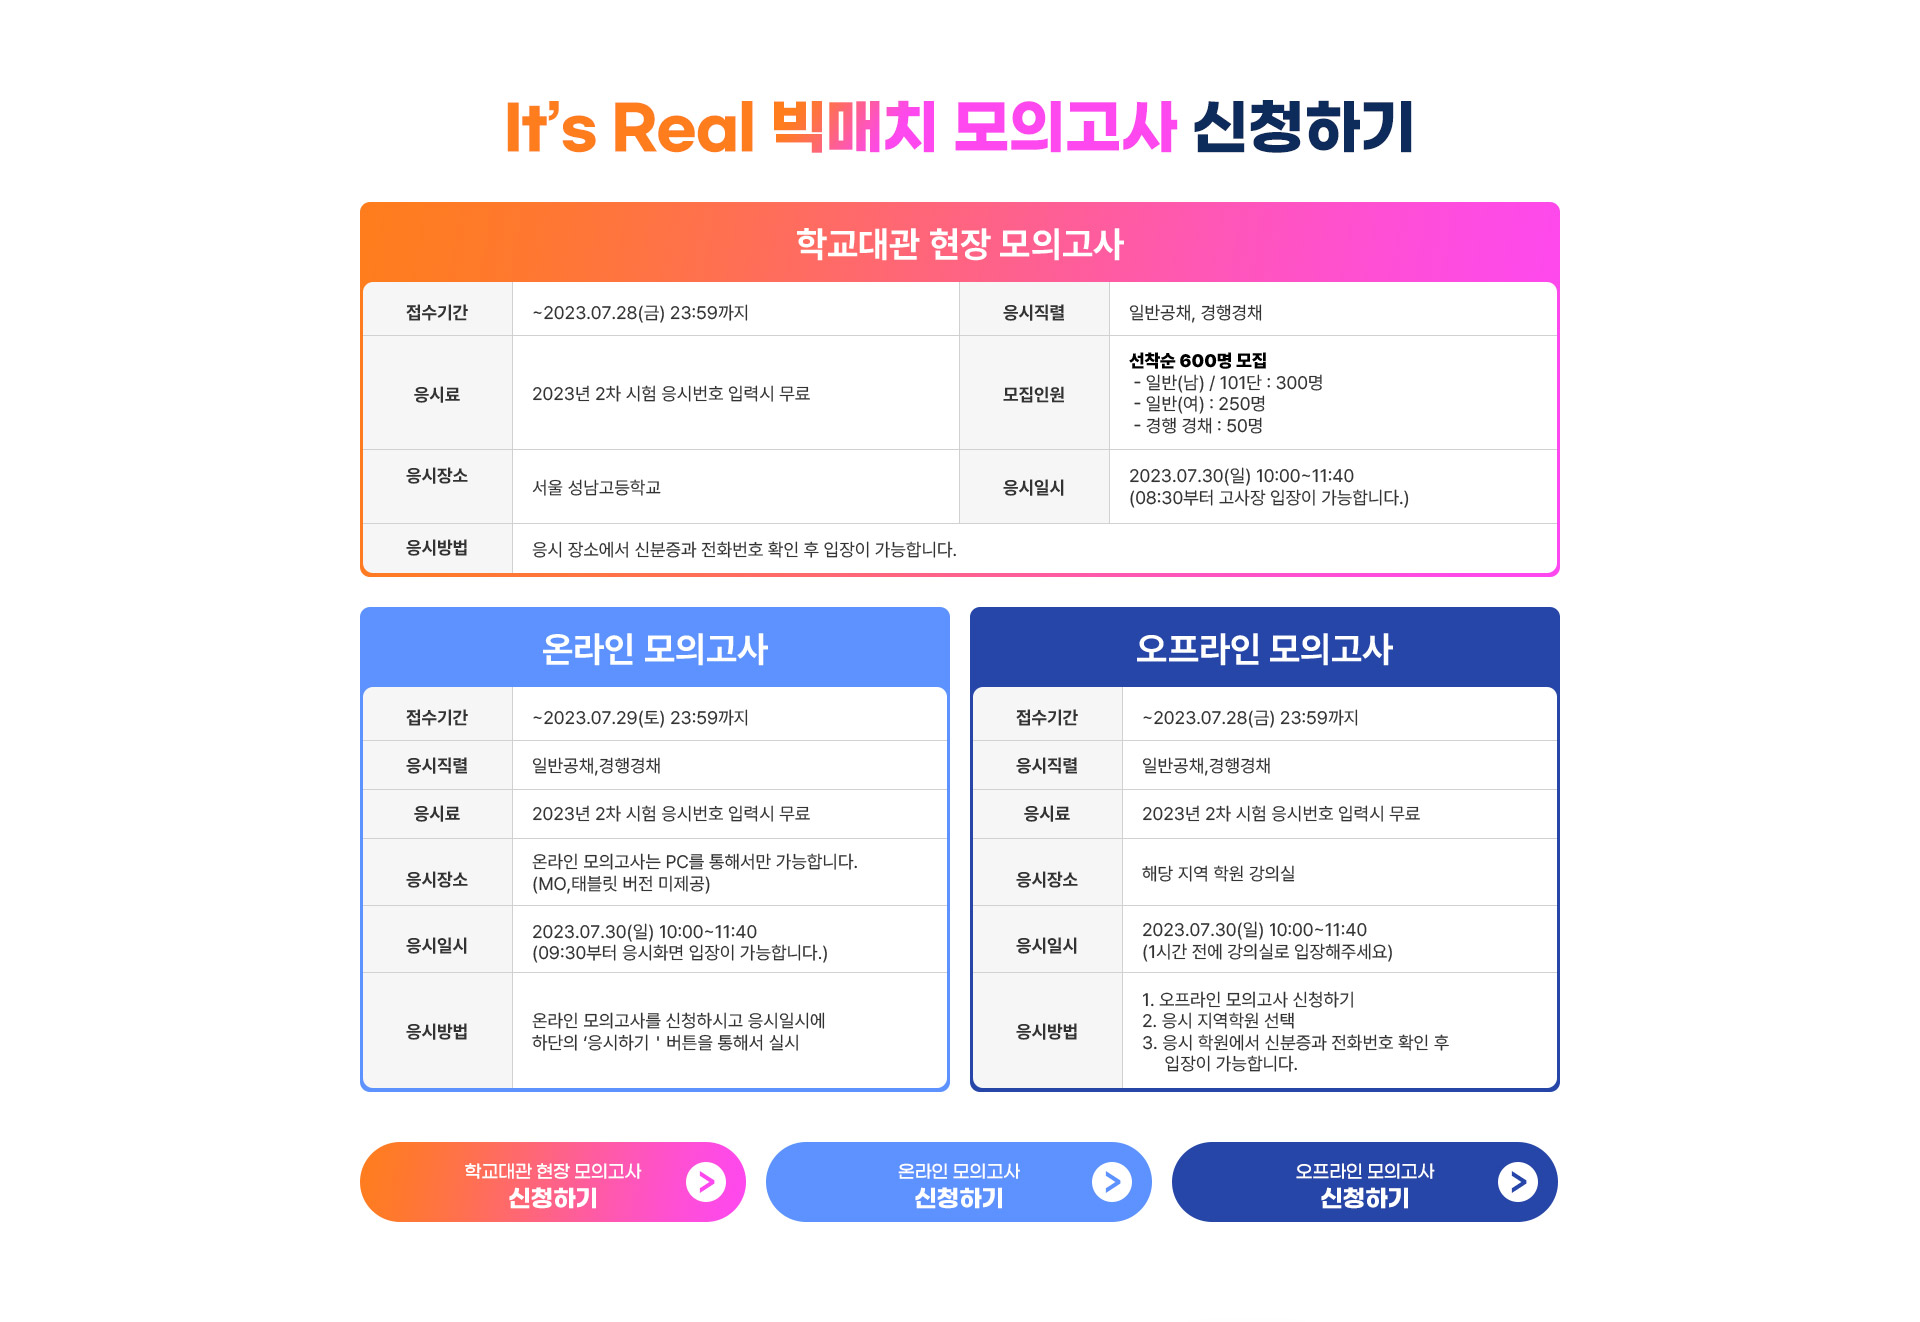 It's Real 빅매치 모의고사 신청하기
학교대관 현장 모의고사
접수기간
~2023.07.28(금) 23:59까지
응시직렬
일반공채, 경행경채
응시료
2023년 2차 시험 응시번호 입력시 무료
모집인원
선착순 600명 모집
- 일반(남) / 101단 : 300명
- 일반(여) : 250명
- 경행 경채 : 50명
응시장소
서울 성남고등학교
응시일시
2023.07.30(일) 10:00~11:40
(08:30부터 고사장 입장이 가능합니다.)
응시방법
응시 장소에서 신분증과 전화번호 확인 후 입장이 가능합니다.
온라인 모의고사
접수기간
~2023.07.29(토) 23:59까지
응시직렬
일반공채,경행경채
응시료
2023년 2차 시험 응시번호 입력시 무료
응시장소
온라인 모의고사는 PC를 통해서만 가능합니다.
(MO,태블릿 버전 미제공)
응시일시
2023.07.30(일) 10:00~11:40
(09:30부터 응시화면 입장이 가능합니다.)
응시방법
온라인 모의고사를 신청하시고 응시일시에
하단의 ‘응시하기 ' 버튼을 통해서 실시
오프라인 모의고사
접수기간
~2023.07.28(금) 23:59까지
응시직렬
일반공채,경행경채
응시료
2023년 2차 시험 응시번호 입력시 무료
응시장소
해당 지역 학원 강의실
응시일시
2023.07.30(일) 10:00~11:40
(1시간 전에 강의실로 입장해주세요)
응시방법
1. 오프라인 모의고사 신청하기
2. 응시 지역학원 선택
3. 응시 학원에서 신분증과 전화번호 확인 후
입장이 가능합니다.
학교대관 현장 모의고사
신청하기
온라인 모의고사
신청하기
오프라인 모의고사
신청하기